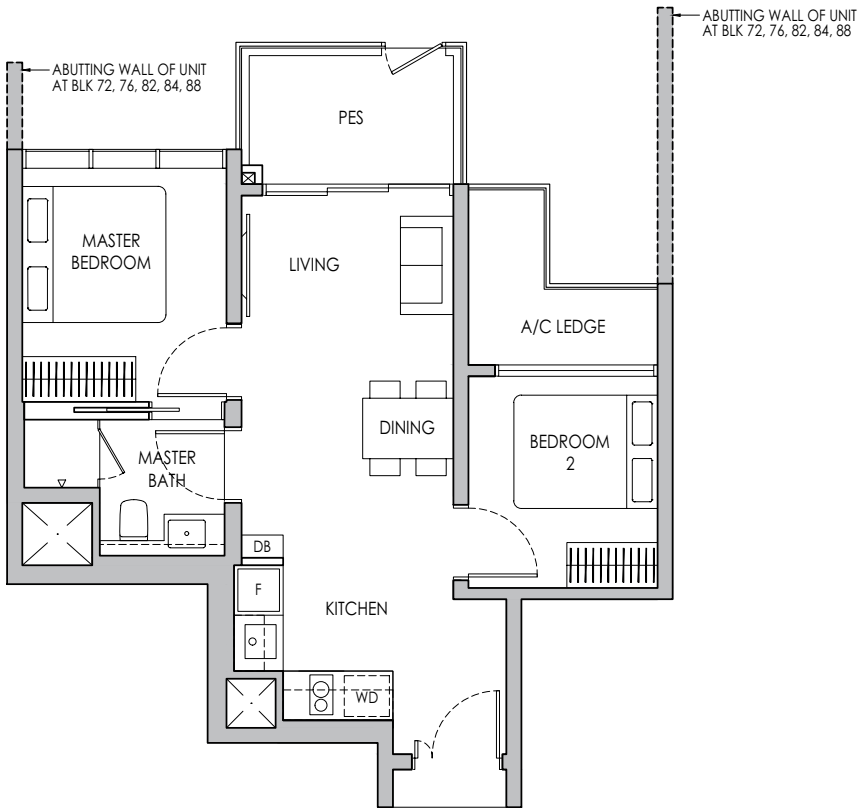 ABUTTING WALL OF UNIT
AT BLK 72, 76, 82, 84, 88
ABUTTING WALL OF UNIT
AT BLK 72, 76, 82, 84, 88
PES
MASTER
BEDROOM
LIVING
A/C LEDGE
DINING
BEDROOM
2
MASTER
BATH
DB
F
KITCHEN
WD